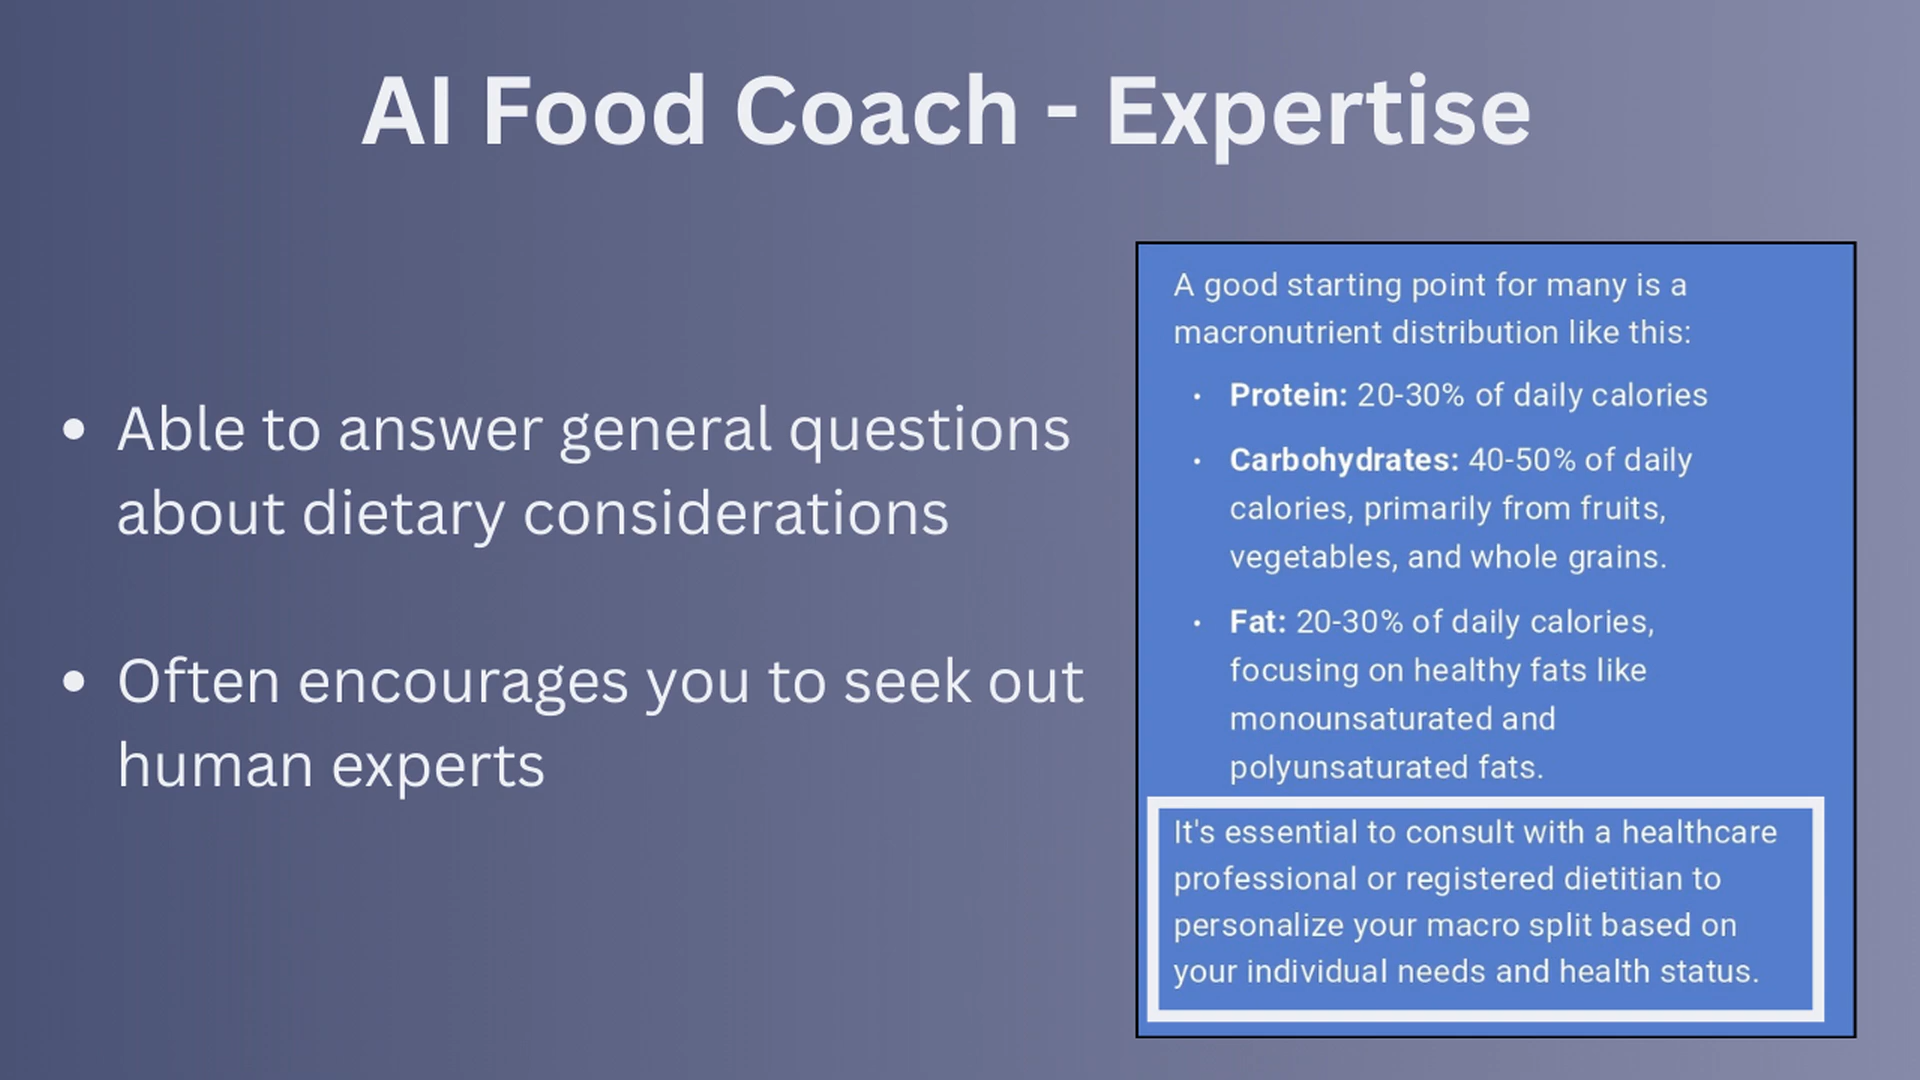 AI Food Coach - Expertise
• Able to answer general questions
about dietary considerations
• Often encourages you to seek out
human experts
A good starting point for many is a
macronutrient distribution like this:
• Protein: 20-30% of daily calories
• Carbohydrates: 40-50% of daily
calories, primarily from fruits,
vegetables, and whole grains.
• Fat: 20-30% of daily calories,
focusing on healthy fats like
monounsaturated and
polyunsaturated fats.
It's essential to consult with a healthcare
professional or registered dietitian to
personalize your macro split based on
your individual needs and health status.